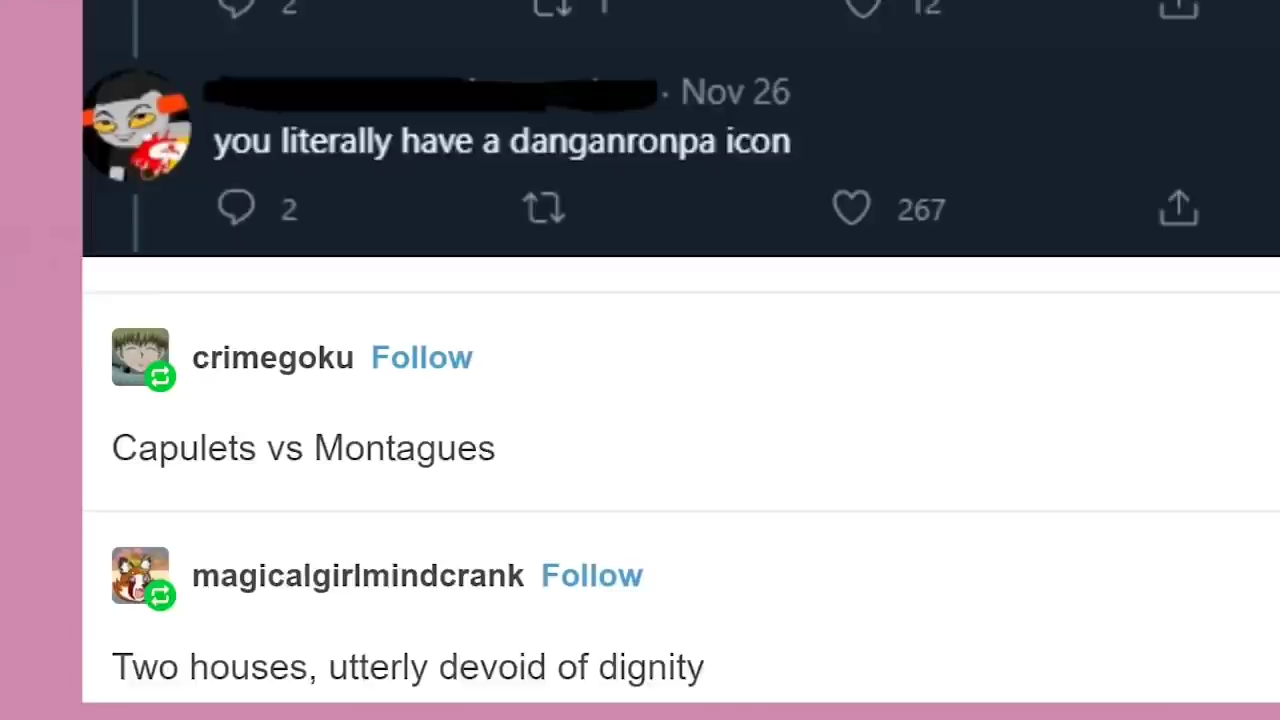 2 1 12
· Nov 26
you literally have a danganronpa icon
2 267
crimegoku Follow
Capulets vs Montagues
magicalgirlmindcrank Follow
Two houses, utterly devoid of dignity